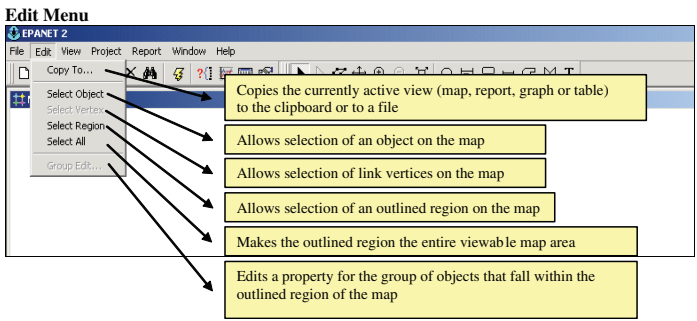 Edit Menu
EPANET 2
File Edit View Project Report Window Help
Copy To...
Select Object
Select Vertex
Select Region
Select All
Group Edit...
Copies the currently active view (map, report, graph or table)
to the clipboard or to a file
Allows selection of an object on the map
Allows selection of link vertices on the map
Allows selection of an outlined region on the map
Makes the outlined region the entire viewable map area
Edits a property for the group of objects that fall within the
outlined region of the map